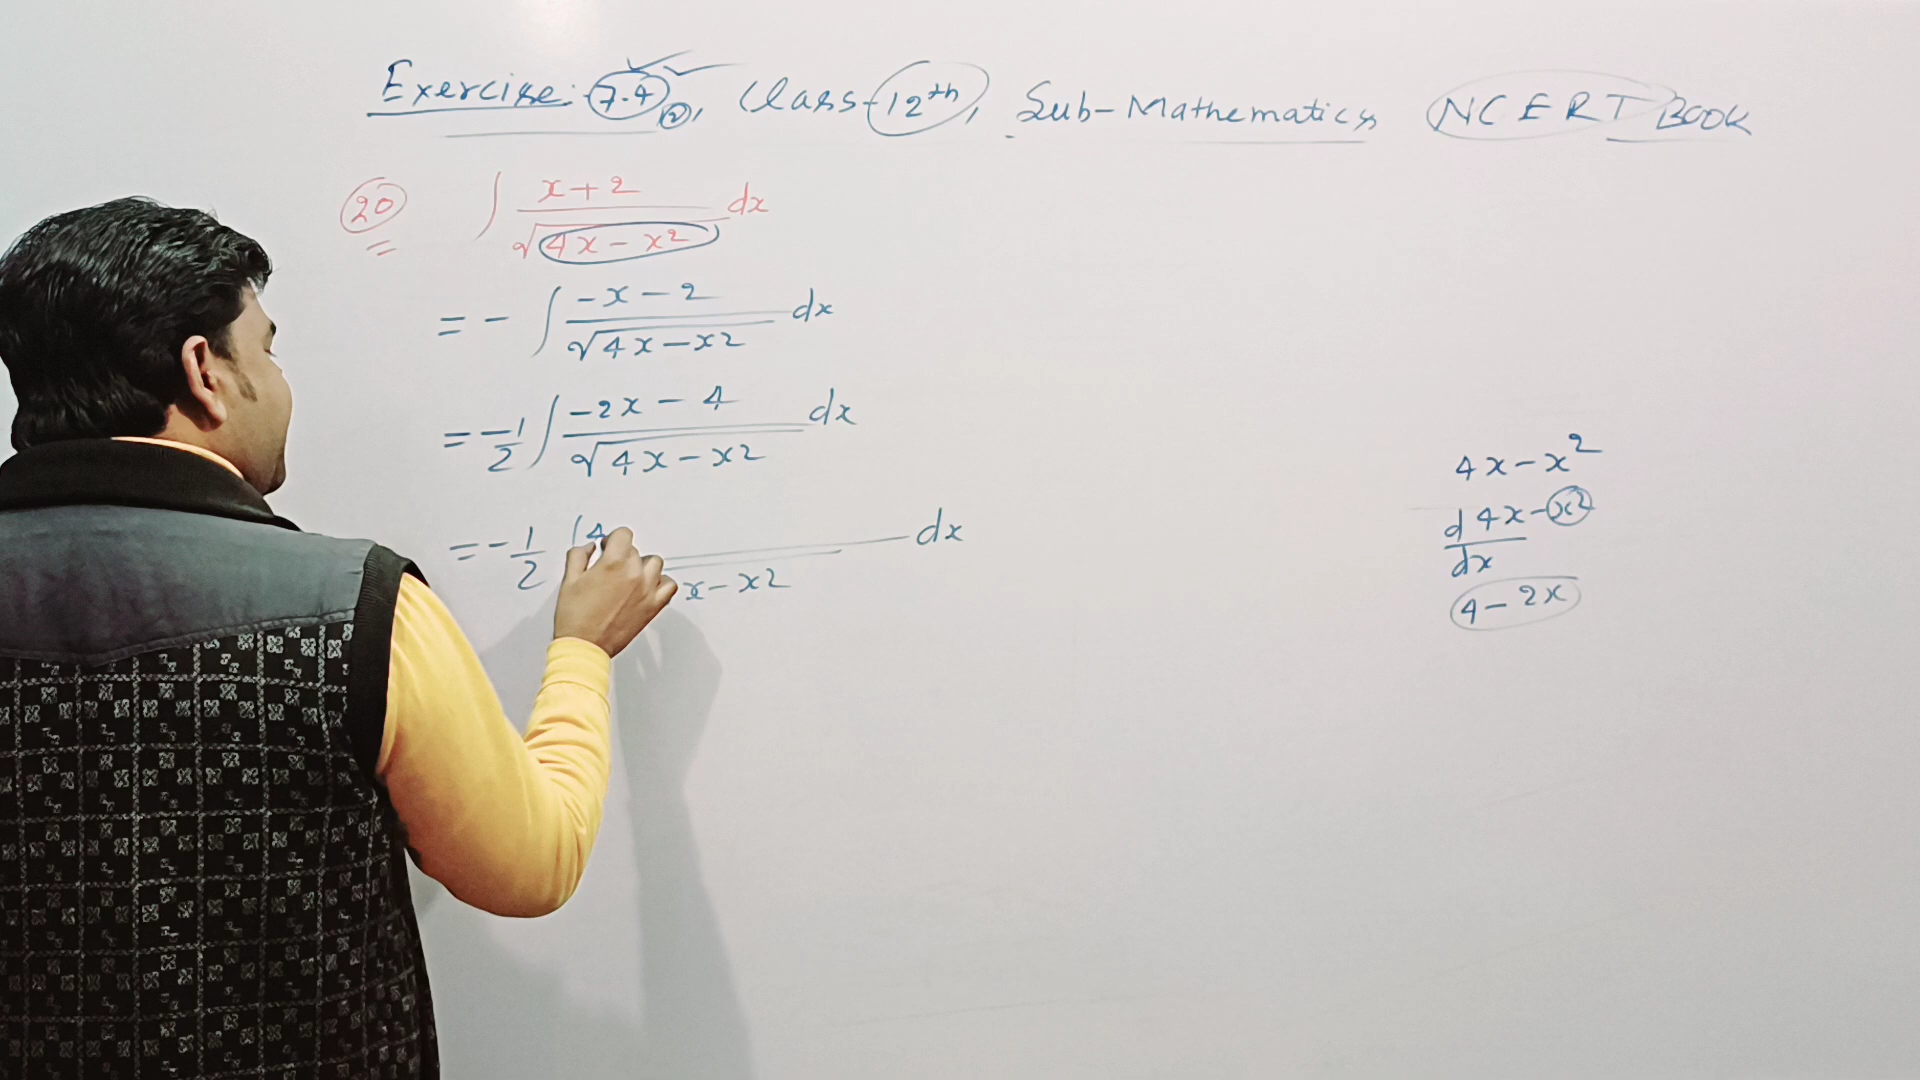 Exercise: 7.4 (2), Class-12th, Sub-Mathematics NCERT BOOK
20 ∫ x+2 / √4x-x2 dx
= - ∫ -x-2 / √4x-x2 dx
= -1/2 ∫ -2x-4 / √4x-x2 dx
= -1/2 (4 / x-x2 dx
4x-x²
d/dx 4x-x2
4-2x